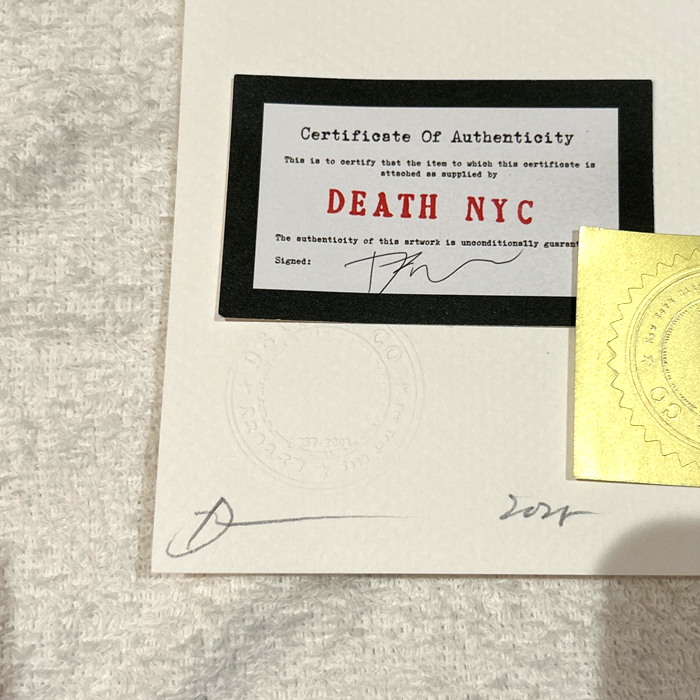 Certificate Of Authenticity
This is to certify that the item to which this certificate is
attached as supplied by
DEATH NYC
The authenticity of this artwork is unconditionally guarant
Signed: